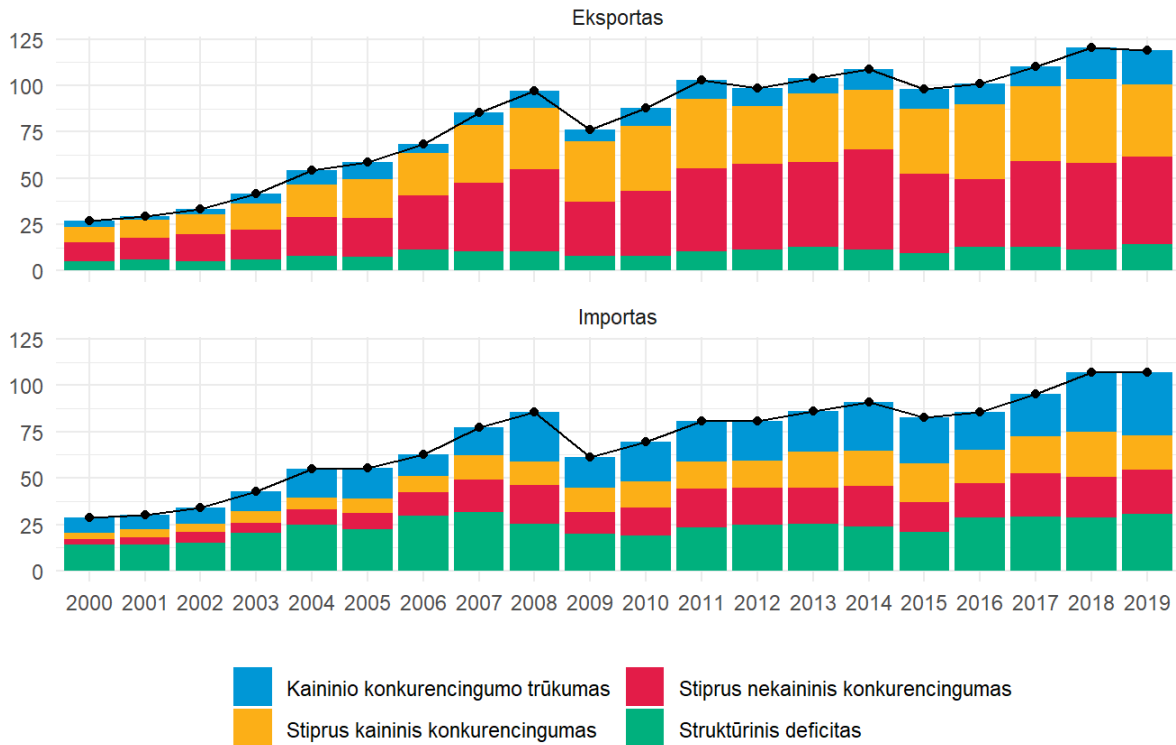 Eksportas
125
100
75
50
25
0
Importas
125
100
75
50
25
0
2000 2001 2002 2003 2004 2005 2006 2007 2008 2009 2010 2011 2012 2013 2014 2015 2016 2017 2018 2019
Kaininio konkurencingumo trūkumas
Stiprus nekaininis konkurencingumas
Stiprus kaininis konkurencingumas
Struktūrinis deficitas